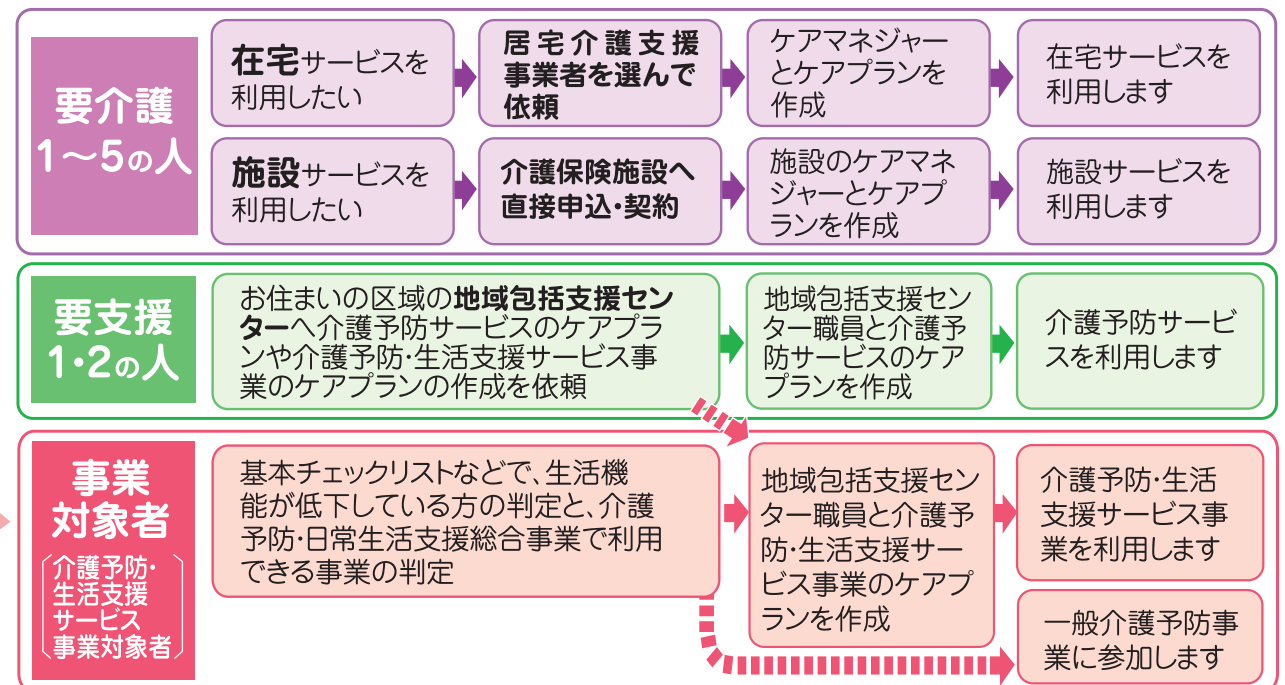 要介護
1〜5の人
在宅サービスを
利用したい
居宅介護支援
事業者を選んで
依頼
ケアマネジャー
とケアプランを
作成
在宅サービスを
利用します
施設サービスを
利用したい
介護保険施設へ
直接申込・契約
施設のケアマネ
ジャーとケアプ
ランを作成
施設サービスを
利用します
要支援
1・2の人
お住まいの区域の地域包括支援セン
ターへ介護予防サービスのケアプラ
ンや介護予防・生活支援サービス事
業のケアプランの作成を依頼
地域包括支援セン
ター職員と介護予
防サービスのケア
プランを作成
介護予防サービ
スを利用します
事業
対象者
介護予防・
生活支援
サービス
事業対象者
基本チェックリストなどで、生活機
能が低下している方の判定と、介護
予防・日常生活支援総合事業で利用
できる事業の判定
地域包括支援セン
ター職員と介護予
防・生活支援サー
ビス事業のケアプ
ランを作成
介護予防・生活
支援サービス事
業を利用します
一般介護予防事
業に参加します